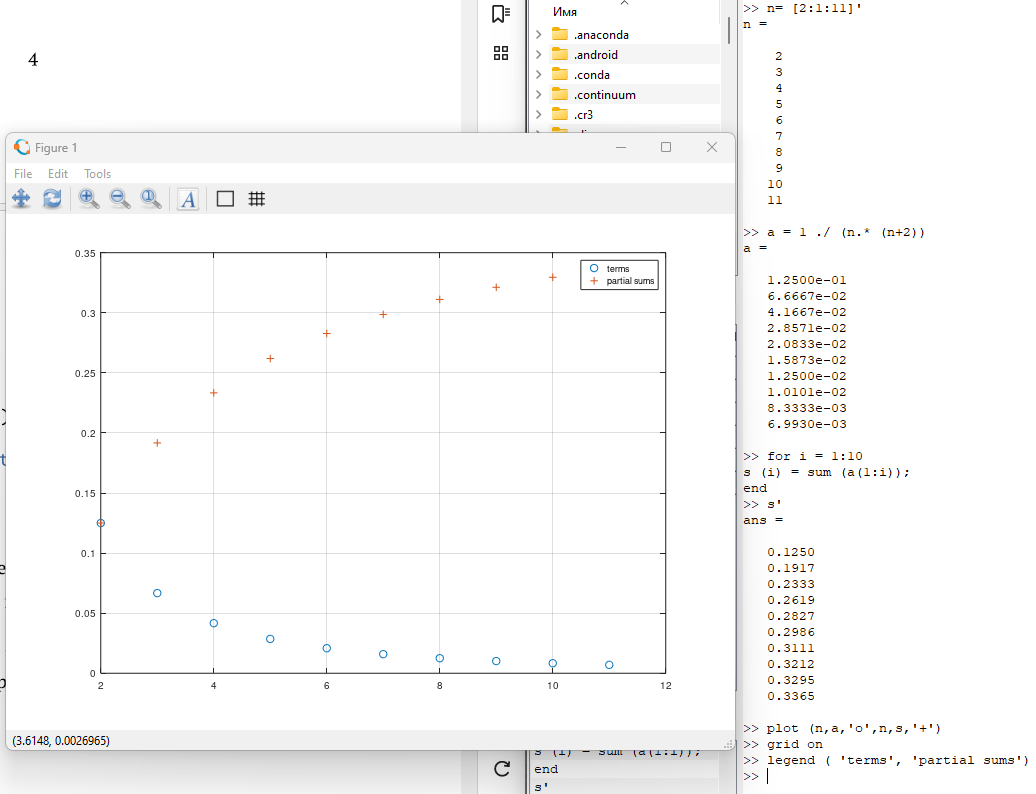 4
Имя
.anaconda
.android
.conda
.continuum
.cr3
Figure 1
File Edit Tools
A
0.35
0.3
0.25
0.2
0.15
0.1
0.05
0
2 4 6 8 10 12
terms
partial sums
(3.6148, 0.0026965)
s (i) = sum (a(1:i));
end
s'
>> n= [2:1:11]'
n =
2
3
4
5
6
7
8
9
10
11
>> a = 1 ./ (n.* (n+2))
a =
1.2500e-01
6.6667e-02
4.1667e-02
2.8571e-02
2.0833e-02
1.5873e-02
1.2500e-02
1.0101e-02
8.3333e-03
6.9930e-03
>> for i = 1:10
s (i) = sum (a(1:i));
end
>> s'
ans =
0.1250
0.1917
0.2333
0.2619
0.2827
0.2986
0.3111
0.3212
0.3295
0.3365
>> plot (n,a,'o',n,s,'+')
>> grid on
>> legend ( 'terms', 'partial sums')
>>